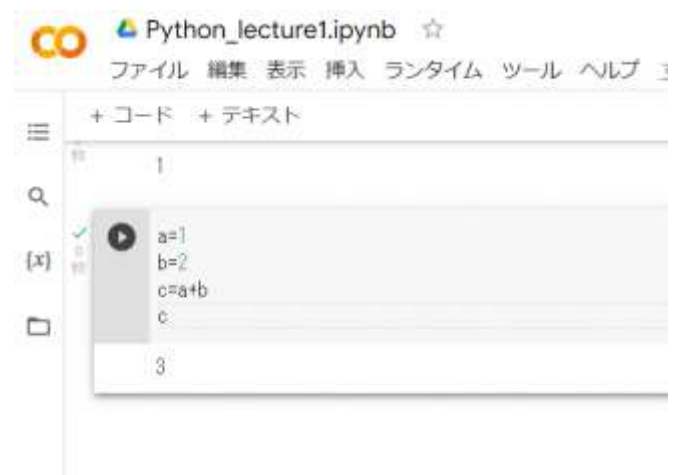 Python_lecture1.ipynb
ファイル 編集 表示 挿入 ランタイム ツール ヘルプ
+ コード + テキスト
1
a=1
b=2
{x}
c=a+b
c
3